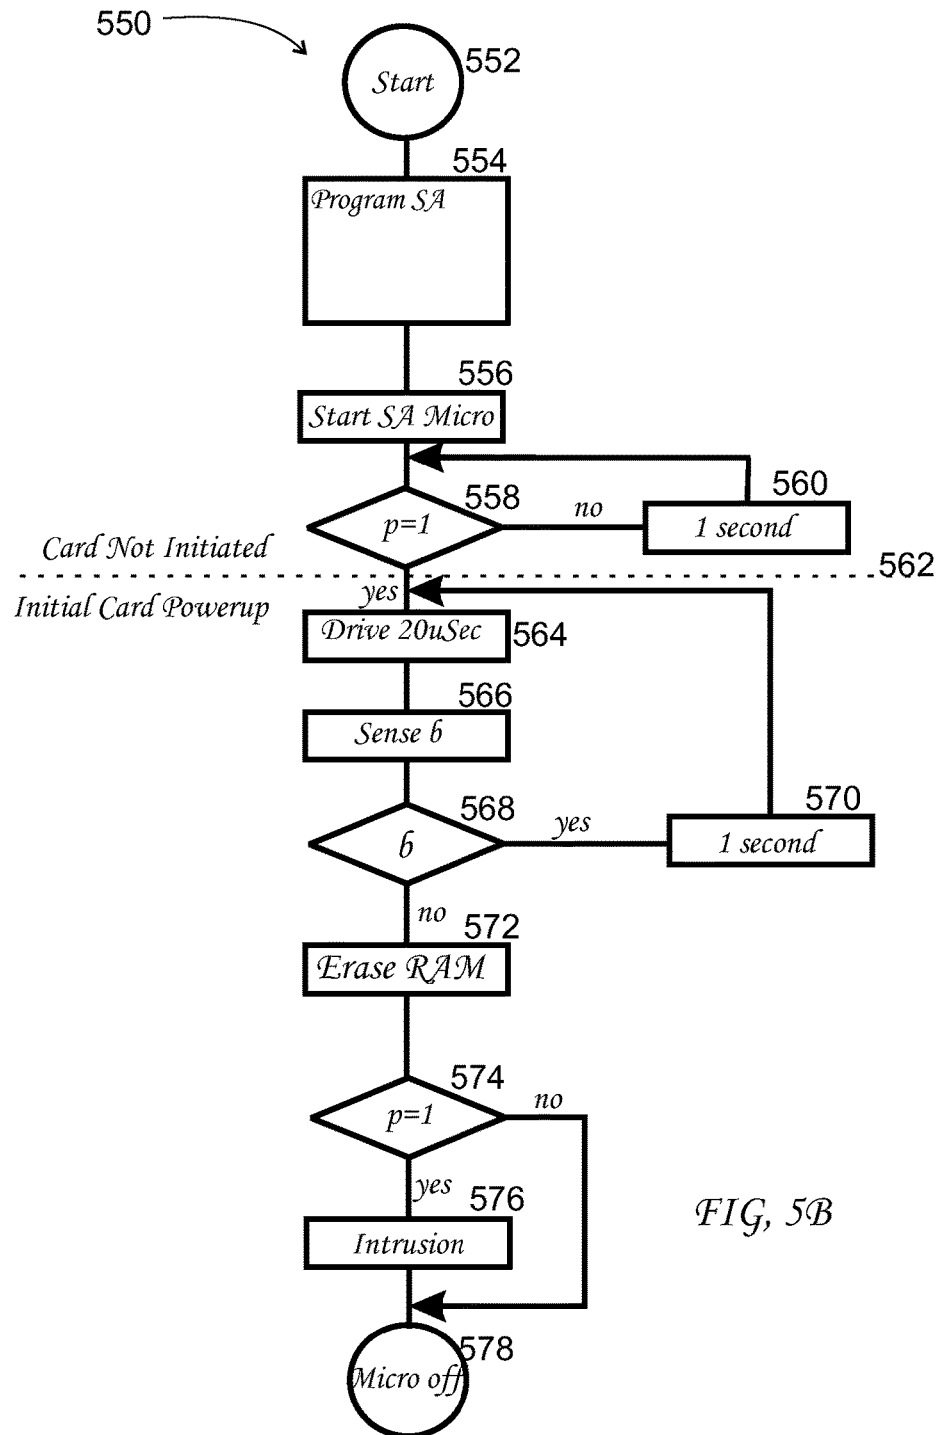 550
Start
552
554
Program SA
556
Start SA Micro
558
p=1
no
560
1 second
Card Not Initiated
562
Initial Card Powerup
yes
Drive 20uSec
564
566
Sense b
568
b
yes
570
1 second
no
572
Erase RAM
574
p=1
no
yes
576
Intrusion
FIG, 5B
578
Micro off